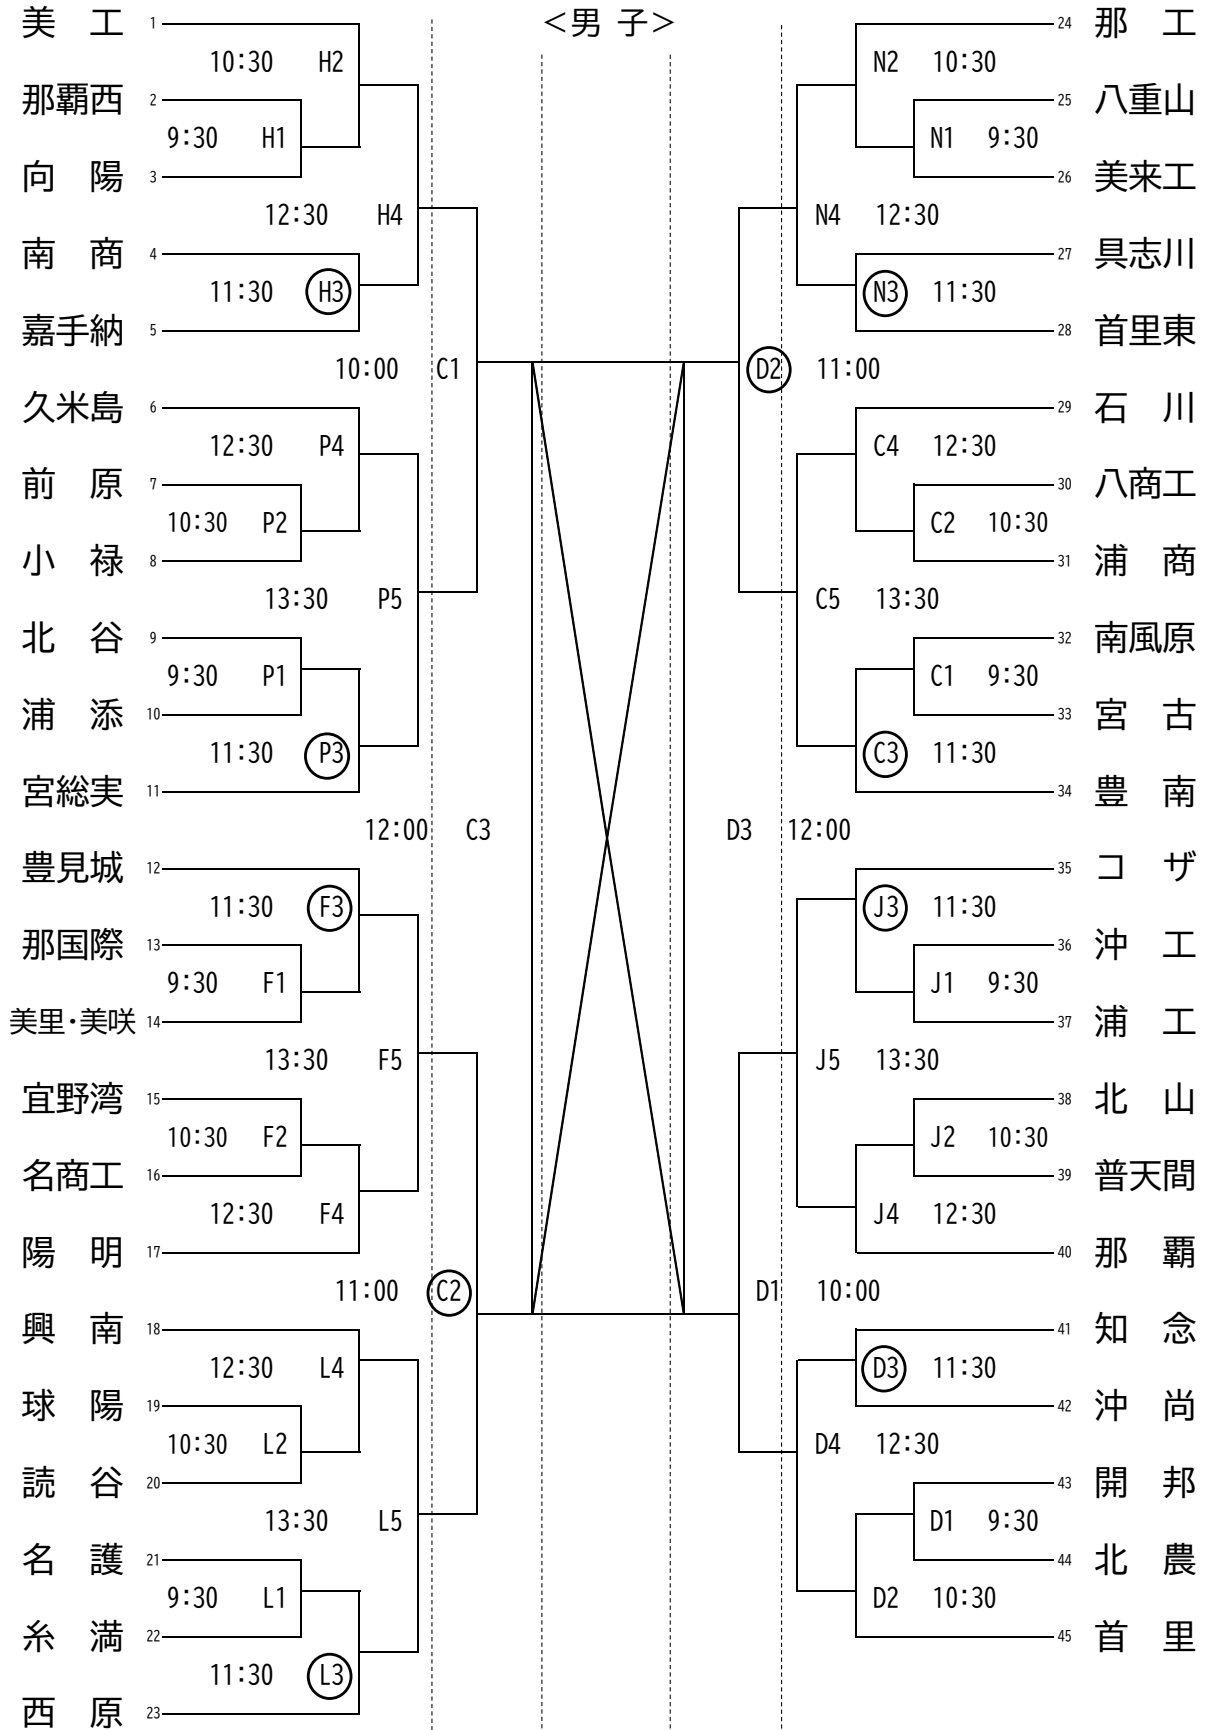 <男 子>
美 工 1
10:30 H2
那覇西 2
9:30 H1
向 陽 3
12:30 H4
南 商 4
11:30 H3
嘉手納 5
10:00 C1
久米島 6
12:30 P4
前 原 7
10:30 P2
小 禄 8
13:30 P5
北 谷 9
9:30 P1
浦 添 10
11:30 P3
宮総実 11
12:00 C3
豊見城 12
11:30 F3
那国際 13
9:30 F1
美里・美咲 14
13:30 F5
宜野湾 15
10:30 F2
名商工 16
12:30 F4
陽 明 17
11:00 C2
興 南 18
12:30 L4
球 陽 19
10:30 L2
読 谷 20
13:30 L5
名 護 21
9:30 L1
糸 満 22
11:30 L3
西 原 23
24 那 工
N2 10:30
25 八重山
N1 9:30
26 美来工
N4 12:30
27 具志川
N3 11:30
28 首里東
D2 11:00
29 石 川
C4 12:30
30 八商工
C2 10:30
31 浦 商
C5 13:30
32 南風原
C1 9:30
33 宮 古
C3 11:30
34 豊 南
D3 12:00
35 コ ザ
J3 11:30
36 沖 工
J1 9:30
37 浦 工
J5 13:30
38 北 山
J2 10:30
39 普天間
J4 12:30
40 那 覇
D1 10:00
41 知 念
D3 11:30
42 沖 尚
D4 12:30
43 開 邦
D1 9:30
44 北 農
D2 10:30
45 首 里